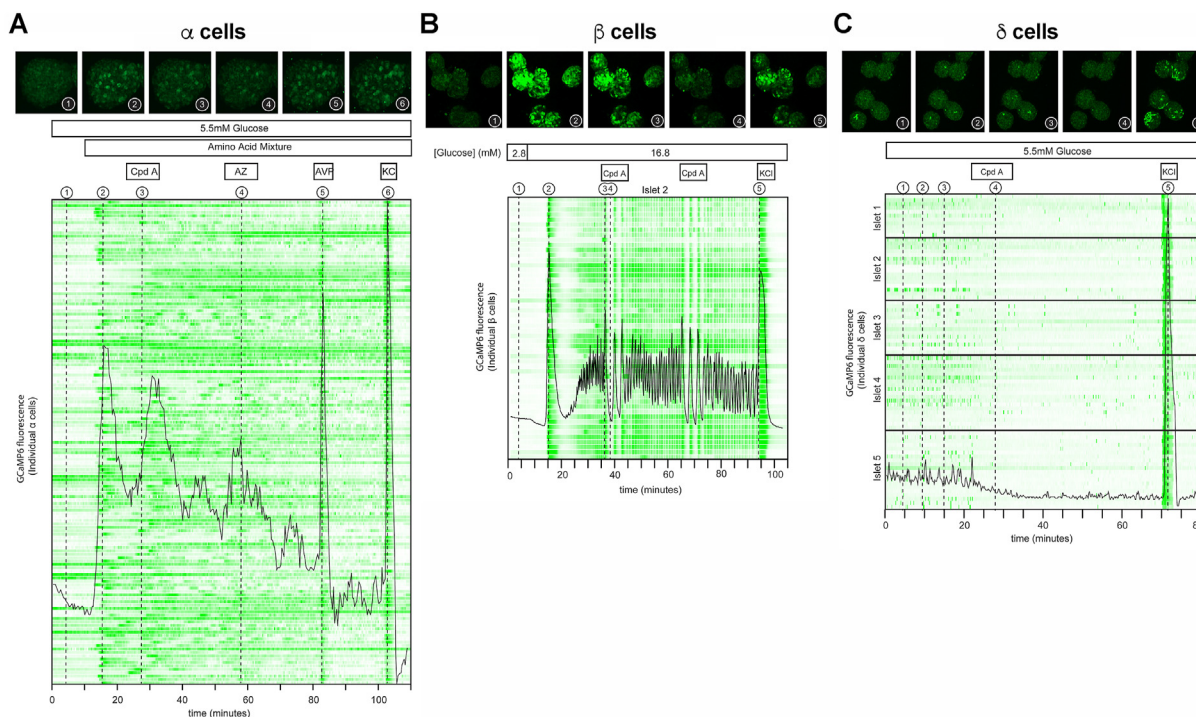 A
α cells
1 2 3 4 5 6
5.5mM Glucose
Amino Acid Mixture
Cpd A AZ AVP KCl
1 2 3 4 5 6
GCaMP6 fluorescence
(Individual α cells)
0 20 40 60 80 100
time (minutes)
B
β cells
1 2 3 4 5
[Glucose] (mM) 2.8 16.8
Cpd A Cpd A KCl
1 2 3 4 Islet 2 5
GCaMP6 fluorescence
(Individual β cells)
0 20 40 60 80 100
time (minutes)
C
δ cells
1 2 3 4
5.5mM Glucose
Cpd A KCl
1 2 3 4 5
Islet 1
Islet 2
Islet 3
Islet 4
Islet 5
GCaMP6 fluorescence
(Individual δ cells)
0 20 40 60 80
time (minutes)